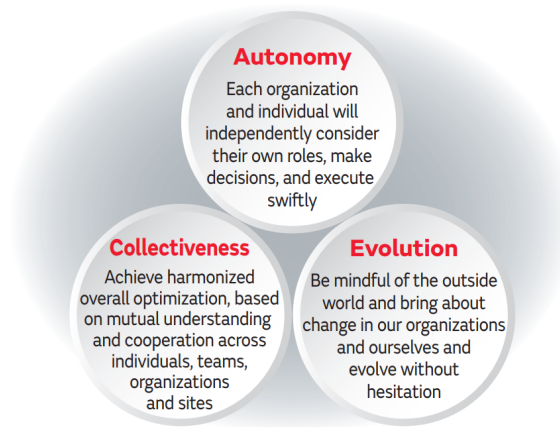 Autonomy
Each organization
and individual will
independently consider
their own roles, make
decisions, and execute
swiftly
Collectiveness
Achieve harmonized
overall optimization, based
on mutual understanding
and cooperation across
individuals, teams,
organizations
and sites
Evolution
Be mindful of the outside
world and bring about
change in our organizations
and ourselves and
evolve without
hesitation